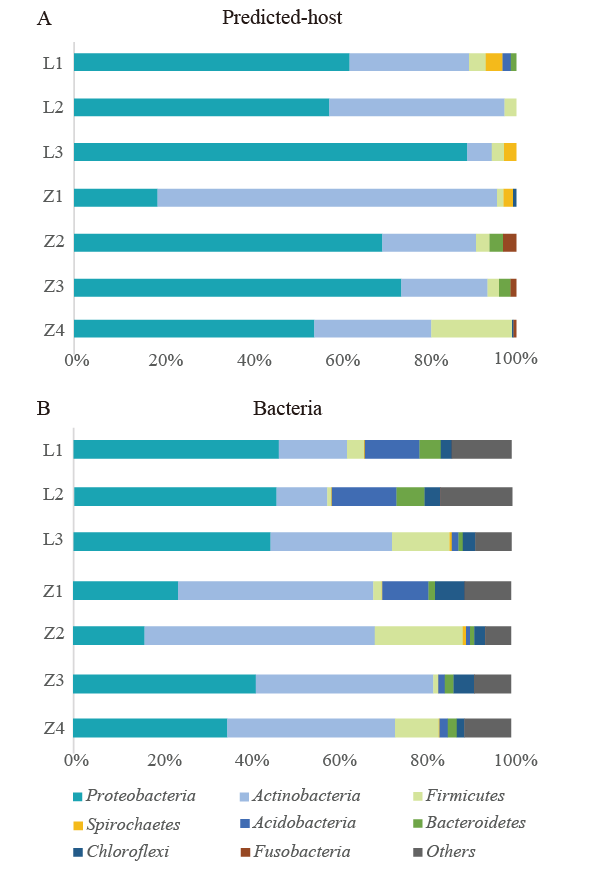 A Predicted-host
L1
L2
L3
Z1
Z2
Z3
Z4
0% 20% 40% 60% 80% 100%
B Bacteria
L1
L2
L3
Z1
Z2
Z3
Z4
0% 20% 40% 60% 80% 100%
Proteobacteria Actinobacteria Firmicutes
Spirochaetes Acidobacteria Bacteroidetes
Chloroflexi Fusobacteria Others